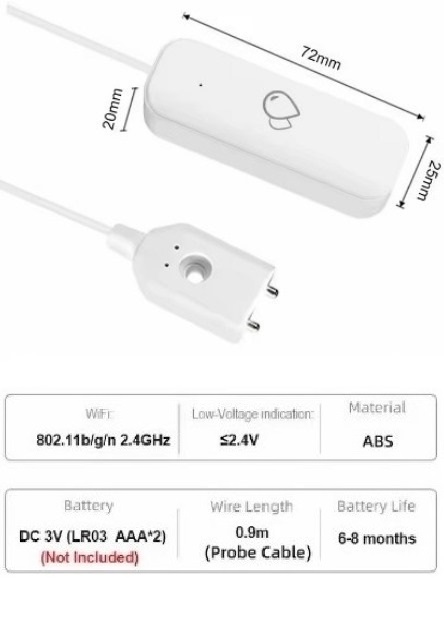 72mm
20mm
25mm
WiFi:
802.11b/g/n 2.4GHz
Low-Voltage indication:
≤2.4V
Material
ABS
Battery
DC 3V (LR03 AAA*2)
(Not Included)
Wire Length
0.9m
(Probe Cable)
Battery Life
6-8 months